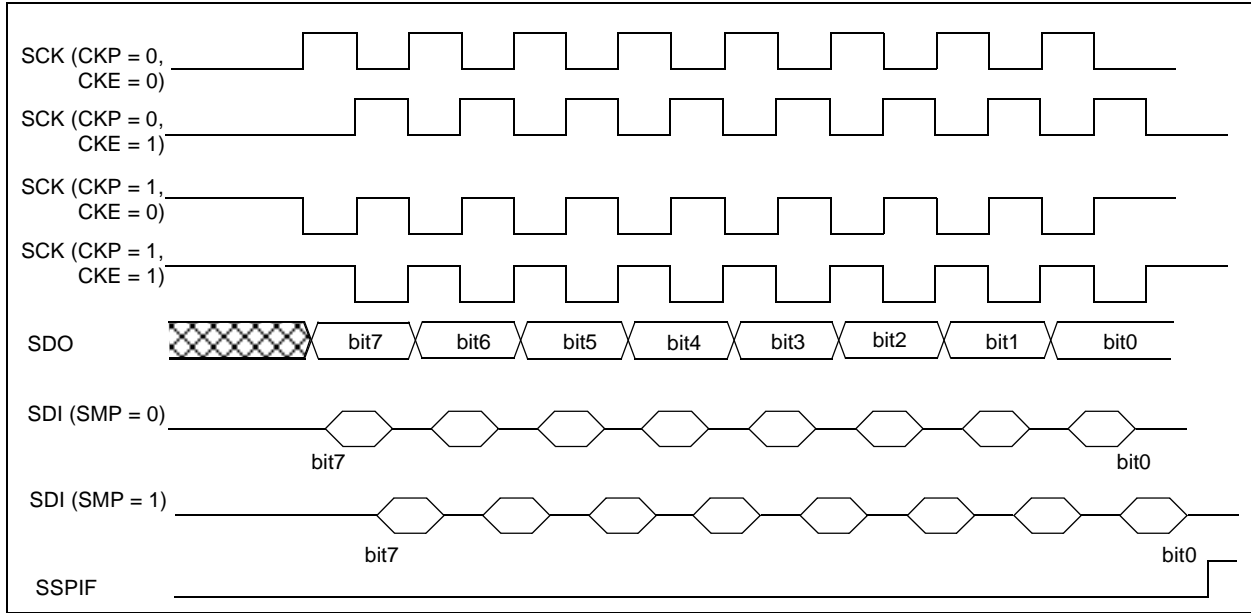 SCK (CKP = 0,
CKE = 0)
SCK (CKP = 0,
CKE = 1)
SCK (CKP = 1,
CKE = 0)
SCK (CKP = 1,
CKE = 1)
SDO bit7 bit6 bit5 bit4 bit3 bit2 bit1 bit0
SDI (SMP = 0)
bit7 bit0
SDI (SMP = 1)
bit7 bit0
SSPIF